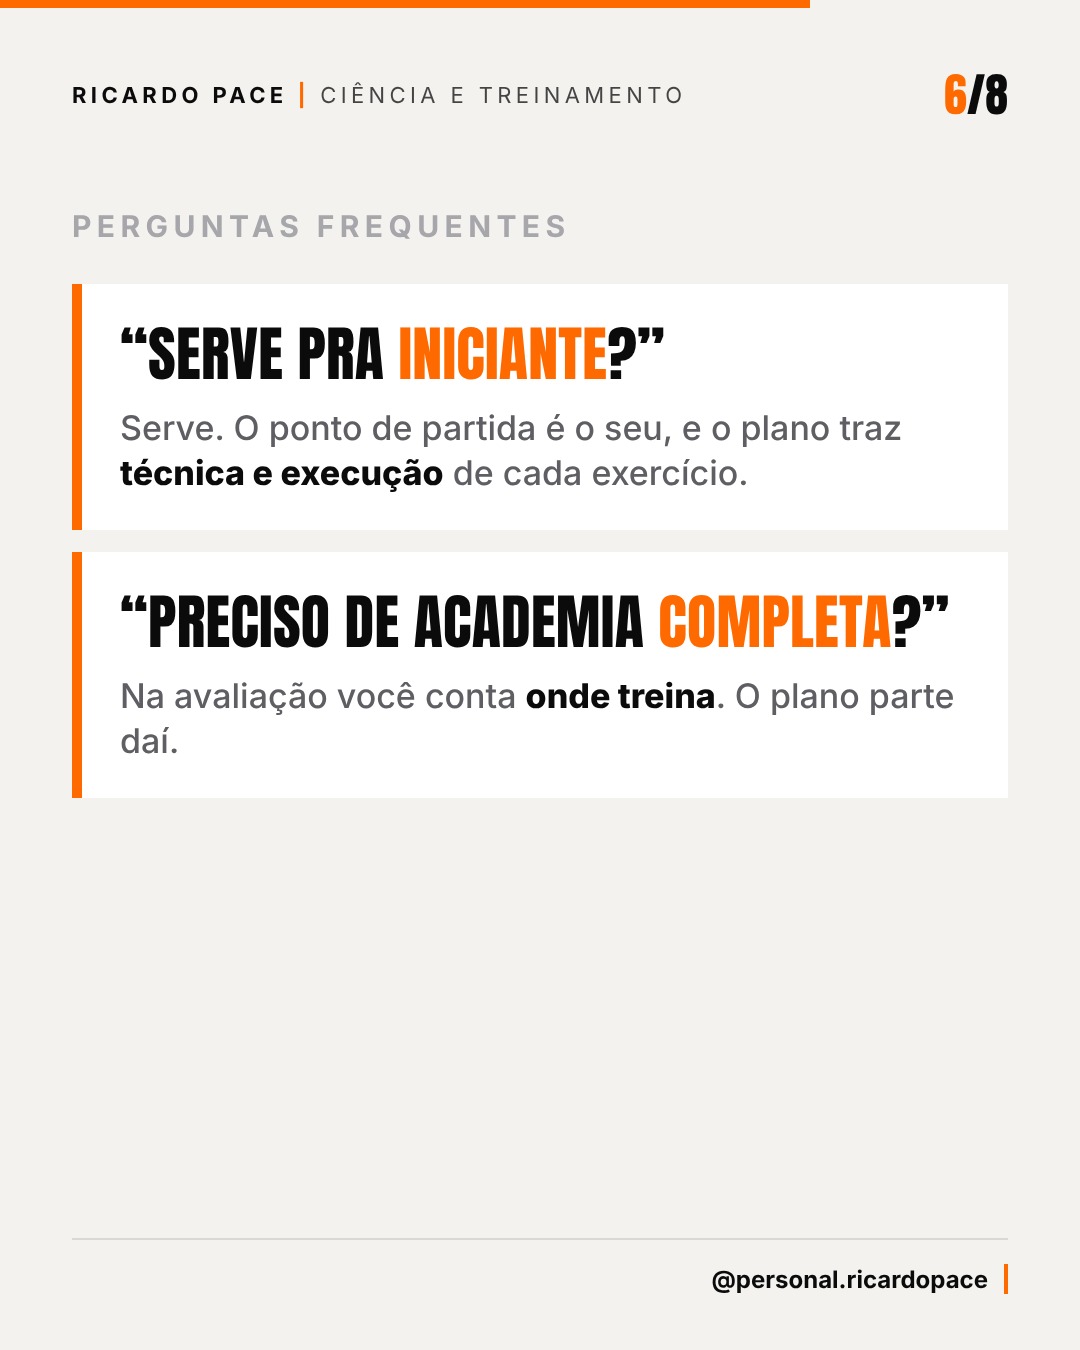 RICARDO PACE | CIÊNCIA E TREINAMENTO
6/8
PERGUNTAS FREQUENTES
“SERVE PRA INICIANTE?”
Serve. O ponto de partida é o seu, e o plano traz
técnica e execução de cada exercício.
“PRECISO DE ACADEMIA COMPLETA?”
Na avaliação você conta onde treina. O plano parte
daí.
@personal.ricardopace